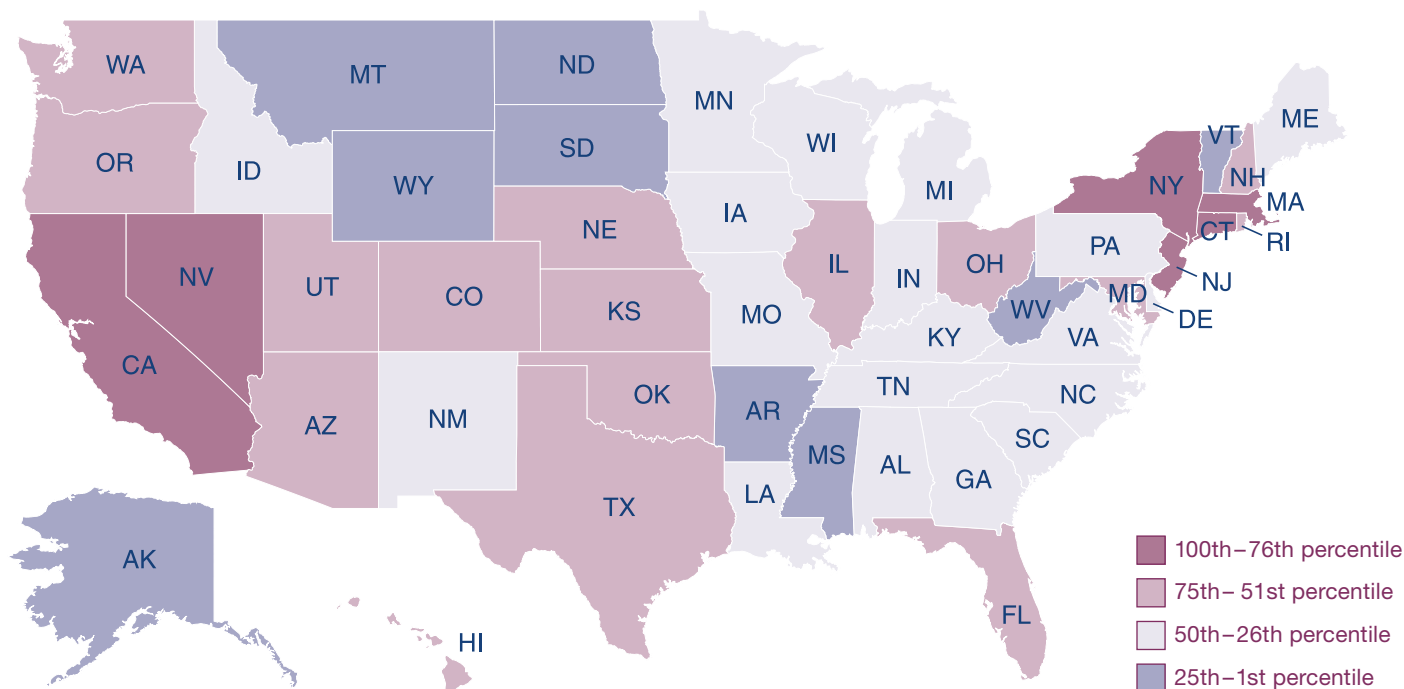 WA
MT
ND
MN
ME
VT
WI
SD
OR
ID
WY
NH
NY
MI
MA
IA
NE
CT
RI
PA
IL
IN
OH
NV
UT
CO
NJ
MD
KS
MO
WV
DE
KY
VA
CA
TN
NC
OK
AR
AZ
NM
SC
MS
AL
GA
LA
TX
AK
FL
HI
100th–76th percentile
75th–51st percentile
50th–26th percentile
25th–1st percentile